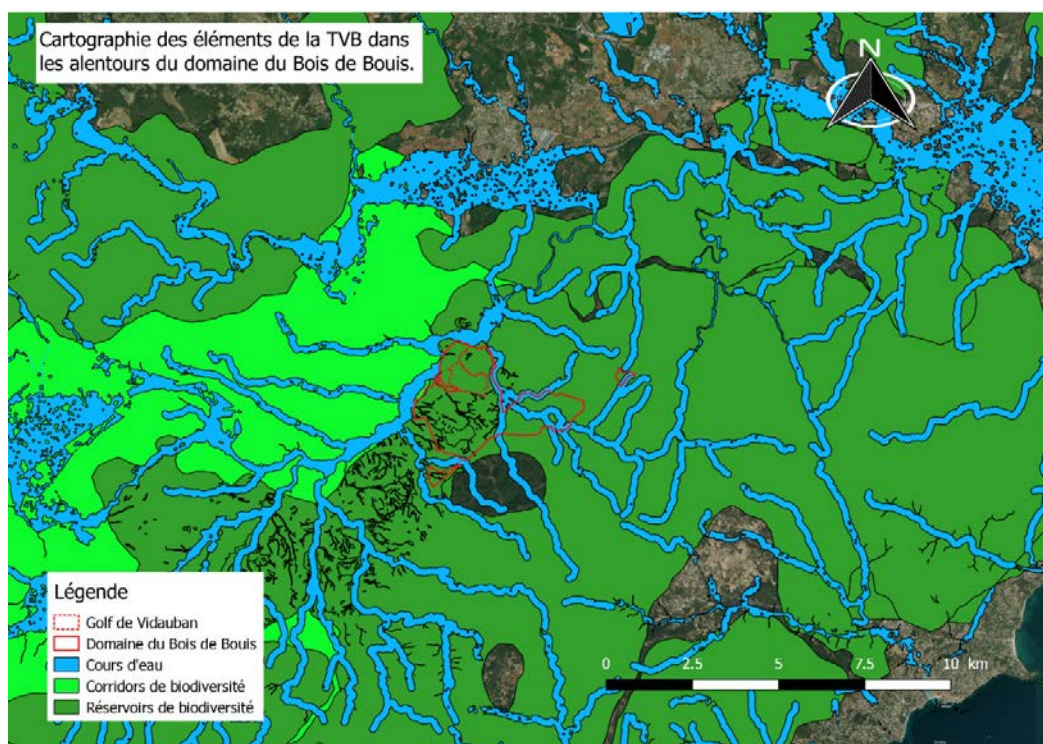 Cartographie des éléments de la TVB dans
les alentours du domaine du Bois de Bouis.
N
Légende
Golf de Vidauban
Domaine du Bois de Bouis
Cours d'eau
Corridors de biodiversité
Réservoirs de biodiversité
0 2.5 5 7.5 10 km